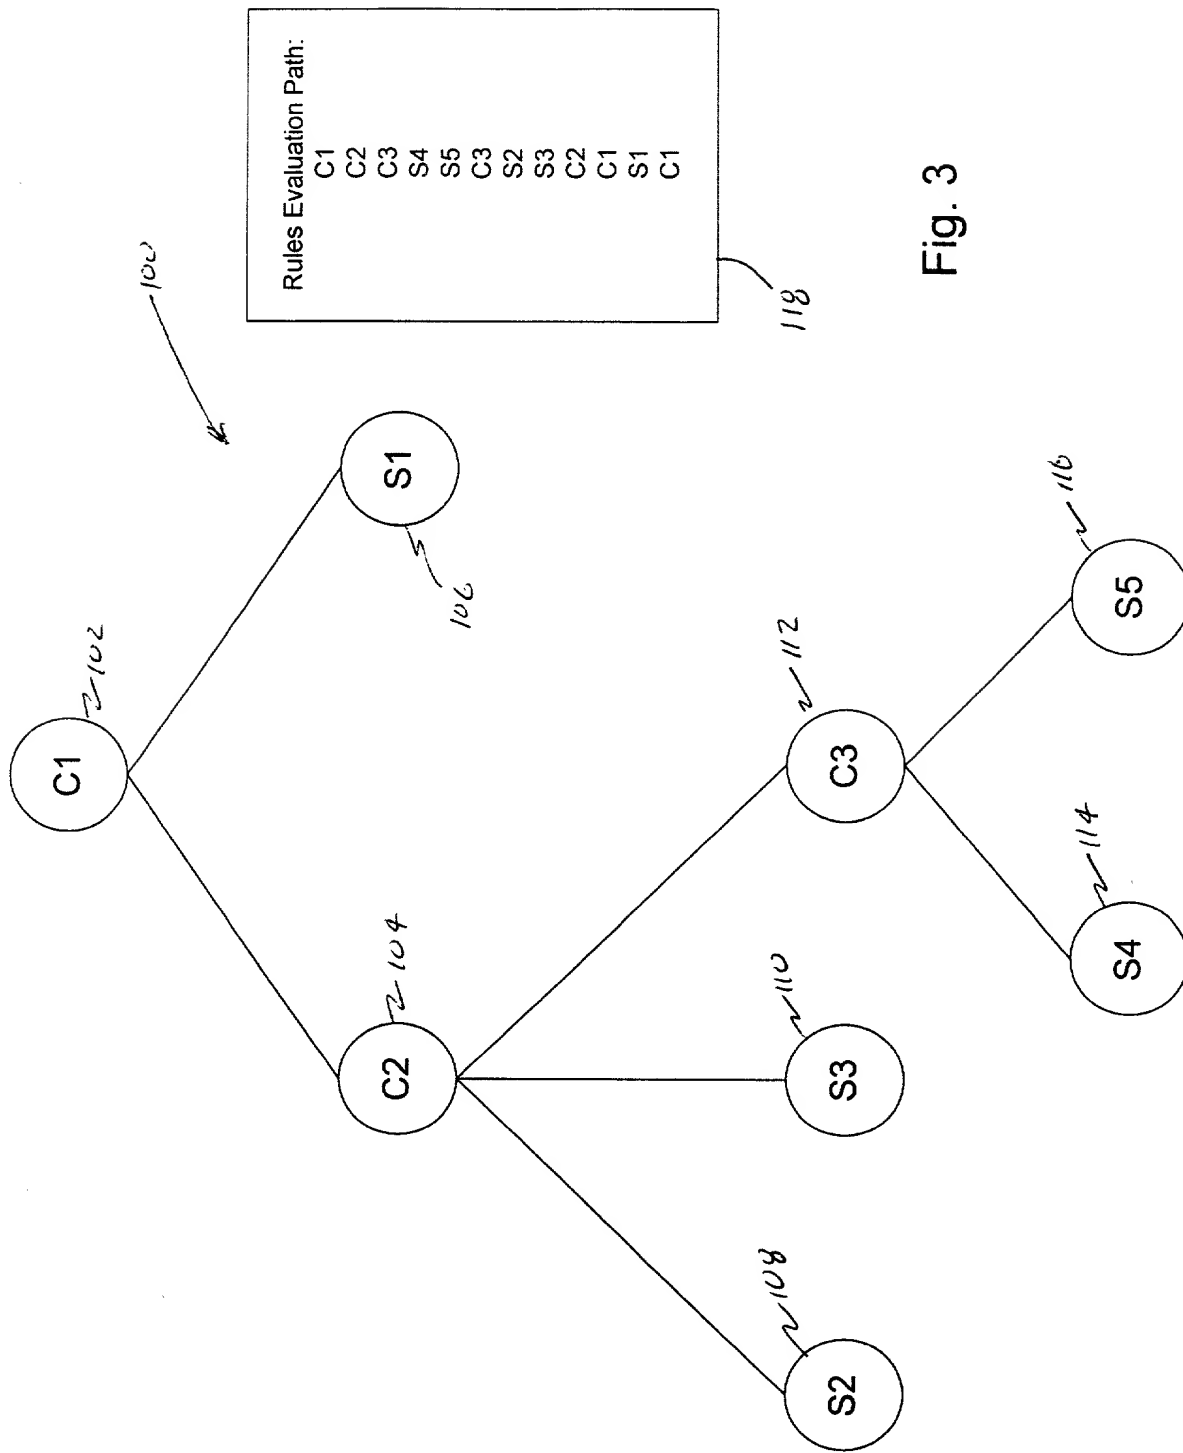 C1
102
100
Rules Evaluation Path:
C1
C2
C3
S4
S5
C3
S2
S3
C2
C1
S1
C1
118
C2
104
S1
106
S2
108
S3
110
C3
112
S4
114
S5
116
Fig. 3